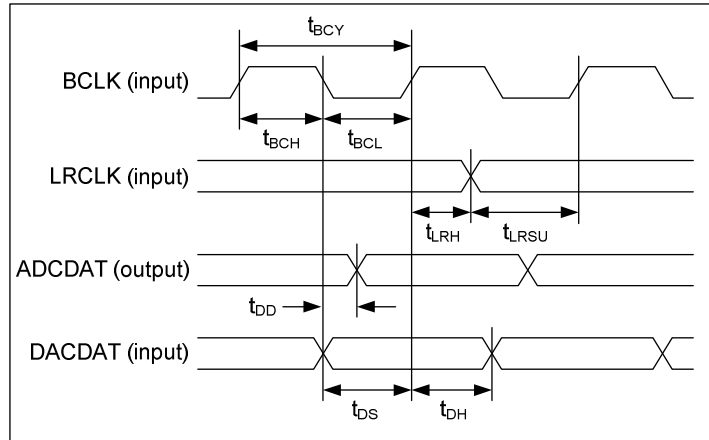 tBCY
BCLK (input)
tBCH
tBCL
LRCLK (input)
tLRH
tLRSU
ADCDAT (output)
tDD
DACDAT (input)
tDS
tDH